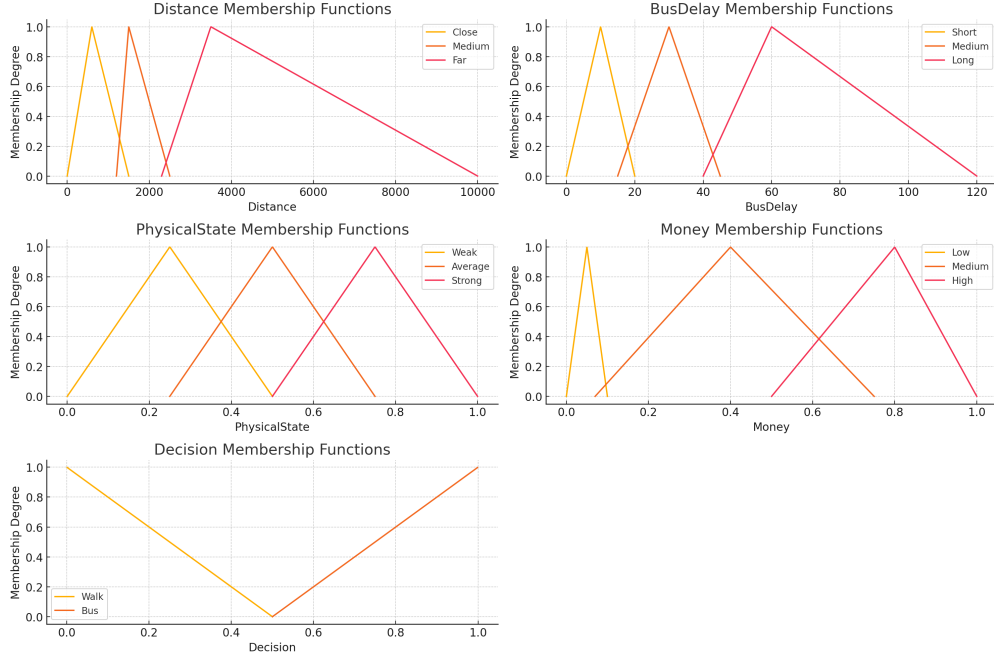 Distance Membership Functions
Membership Degree
1.0
0.8
0.6
0.4
0.2
0.0
Close
Medium
Far
0
2000
4000
6000
8000
10000
Distance
BusDelay Membership Functions
Membership Degree
1.0
0.8
0.6
0.4
0.2
0.0
Short
Medium
Long
0
20
40
60
80
100
120
BusDelay
PhysicalState Membership Functions
Membership Degree
1.0
0.8
0.6
0.4
0.2
0.0
Weak
Average
Strong
0.0
0.2
0.4
0.6
0.8
1.0
PhysicalState
Money Membership Functions
Membership Degree
1.0
0.8
0.6
0.4
0.2
0.0
Low
Medium
High
0.0
0.2
0.4
0.6
0.8
1.0
Money
Decision Membership Functions
Membership Degree
1.0
0.8
0.6
0.4
0.2
0.0
Walk
Bus
0.0
0.2
0.4
0.6
0.8
1.0
Decision